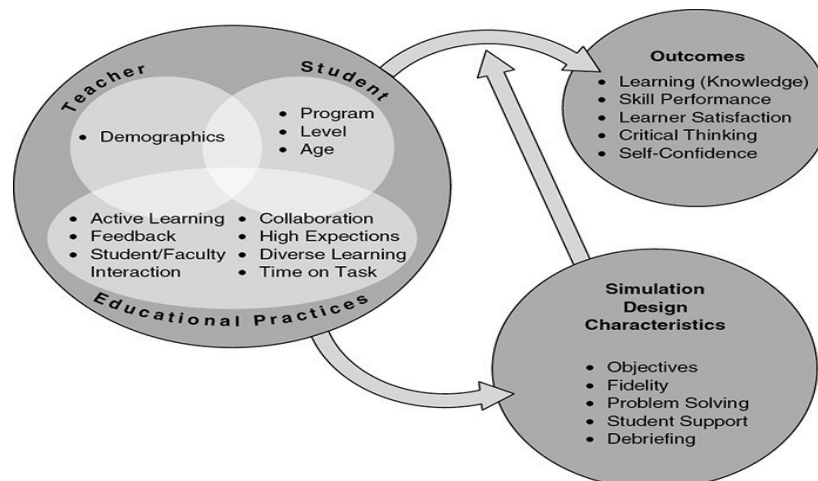 Teacher
Student
• Demographics
• Program
• Level
• Age
• Active Learning
• Feedback
• Student/Faculty
Interaction
• Collaboration
• High Expections
• Diverse Learning
• Time on Task
Educational Practices
Outcomes
• Learning (Knowledge)
• Skill Performance
• Learner Satisfaction
• Critical Thinking
• Self-Confidence
Simulation
Design
Characteristics
• Objectives
• Fidelity
• Problem Solving
• Student Support
• Debriefing